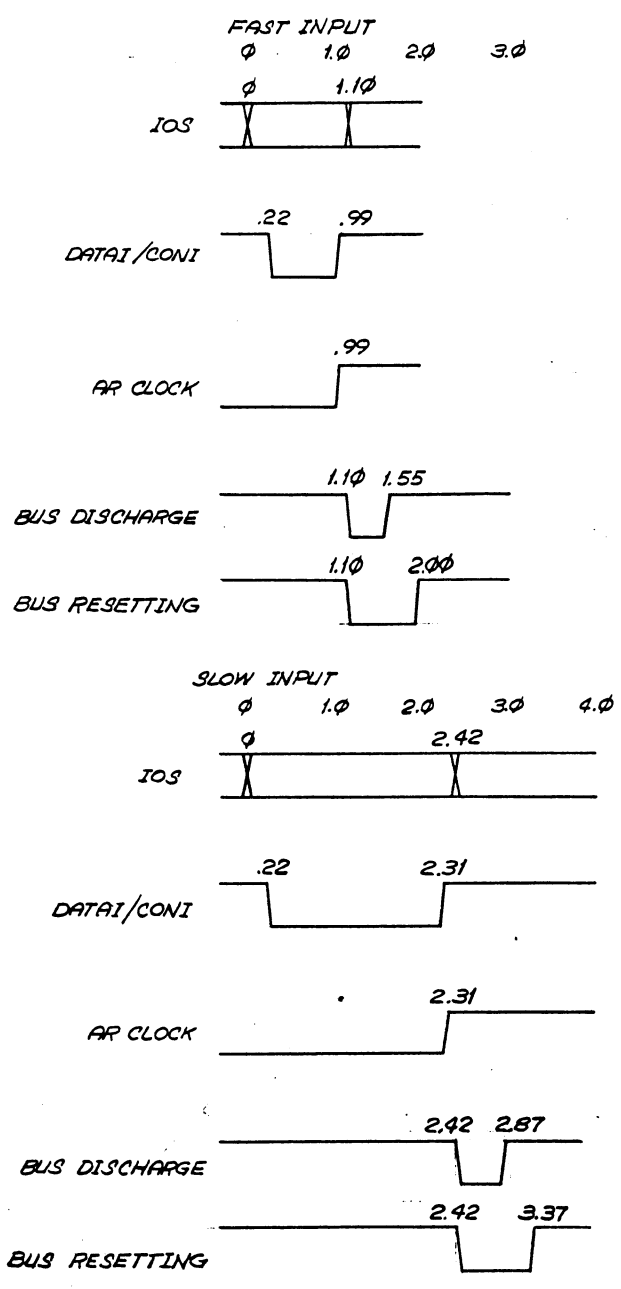 FAST INPUT
Ø 1.Ø 2.Ø 3.Ø
Ø 1.1Ø
IOS
.22 .99
DATAI/CONI
.99
AR CLOCK
1.1Ø 1.55
BUS DISCHARGE
1.1Ø 2.ØØ
BUS RESETTING
SLOW INPUT
Ø 1.Ø 2.Ø 3.Ø 4.Ø
Ø 2.42
IOS
.22 2.31
DATAI/CONI
2.31
AR CLOCK
2.42 2.87
BUS DISCHARGE
2.42 3.37
BUS RESETTING